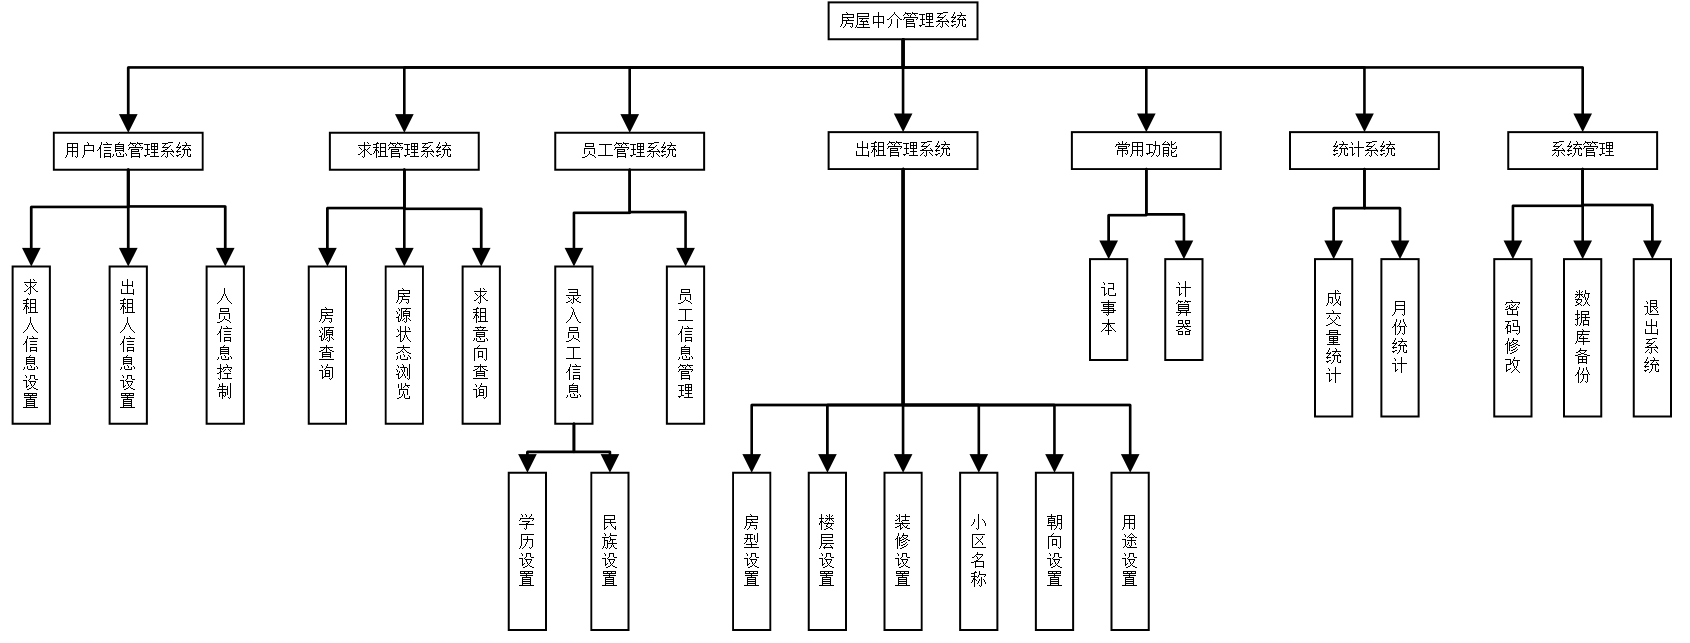 房屋中介管理系统
用户信息管理系统
求租管理系统
员工管理系统
出租管理系统
常用功能
统计系统
系统管理
求租人信息设置
出租人信息设置
人员信息控制
房源查询
房源状态浏览
求租意向查询
录入员工信息
员工信息管理
记事本
计算器
成交量统计
月份统计
密码修改
数据库备份
退出系统
学历设置
民族设置
房型设置
楼层设置
装修设置
小区名称
朝向设置
用途设置